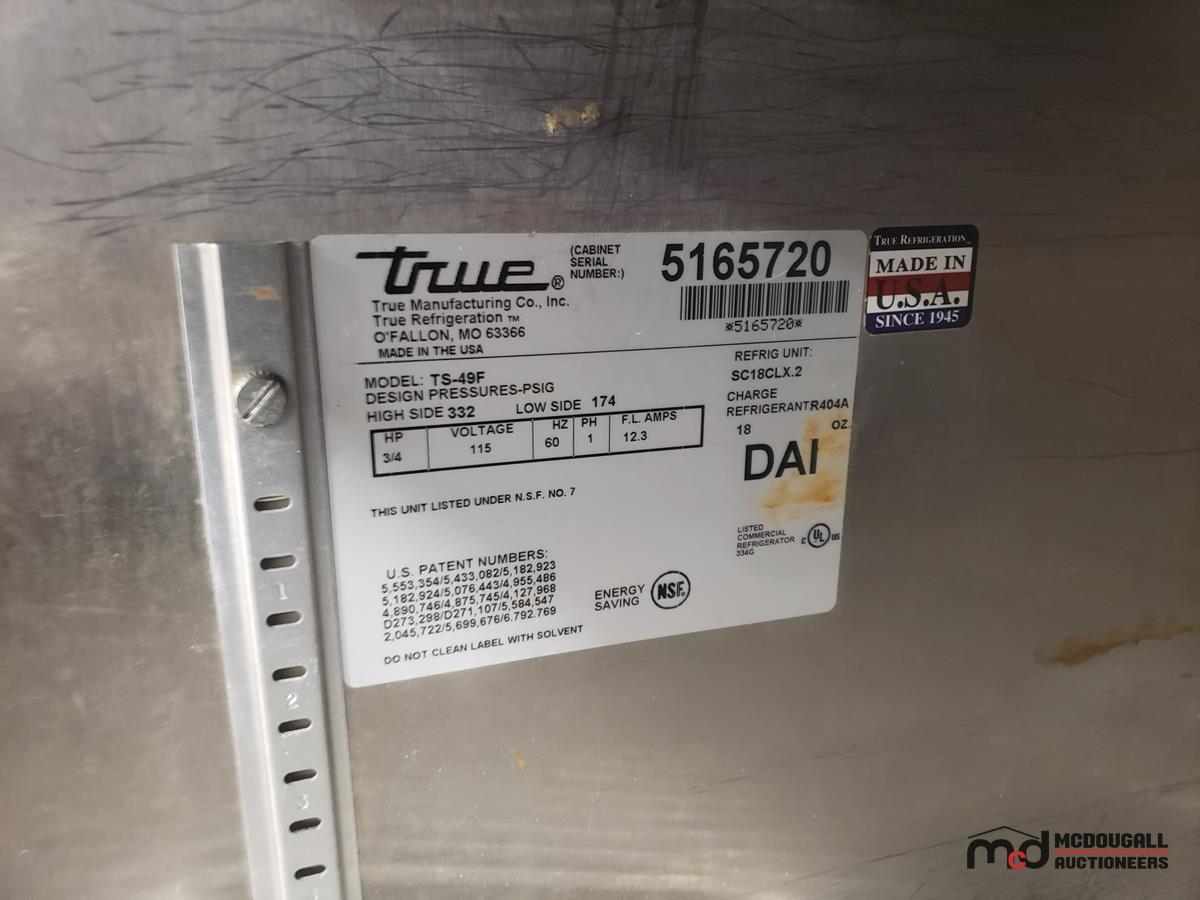 true®
(CABINET
SERIAL
NUMBER:)
5165720
*5165720*
True Manufacturing Co., Inc.
True Refrigeration ™
O'FALLON, MO 63366
MADE IN THE USA
MODEL: TS-49F
DESIGN PRESSURES-PSIG
HIGH SIDE 332 LOW SIDE 174
HP VOLTAGE HZ PH F.L. AMPS
3/4 115 60 1 12.3
REFRIG UNIT:
SC18CLX.2
CHARGE
REFRIGERANT R404A
18 OZ.
DAI
THIS UNIT LISTED UNDER N.S.F. NO. 7
LISTED
COMMERCIAL
REFRIGERATOR
334G
C UL US
U.S. PATENT NUMBERS:
5,553,354/5,433,082/5,182,923
5,182,924/5,076,443/4,955,486
4,890,746/4,875,745/4,127,968
D273,298/D271,107/5,584,547
2,045,722/5,699,676/6.792.769
ENERGY
SAVING
NSF®
DO NOT CLEAN LABEL WITH SOLVENT
TRUE REFRIGERATION™
MADE IN
U.S.A.
SINCE 1945
1
2
3
mcd MCDOUGALL
AUCTIONEERS